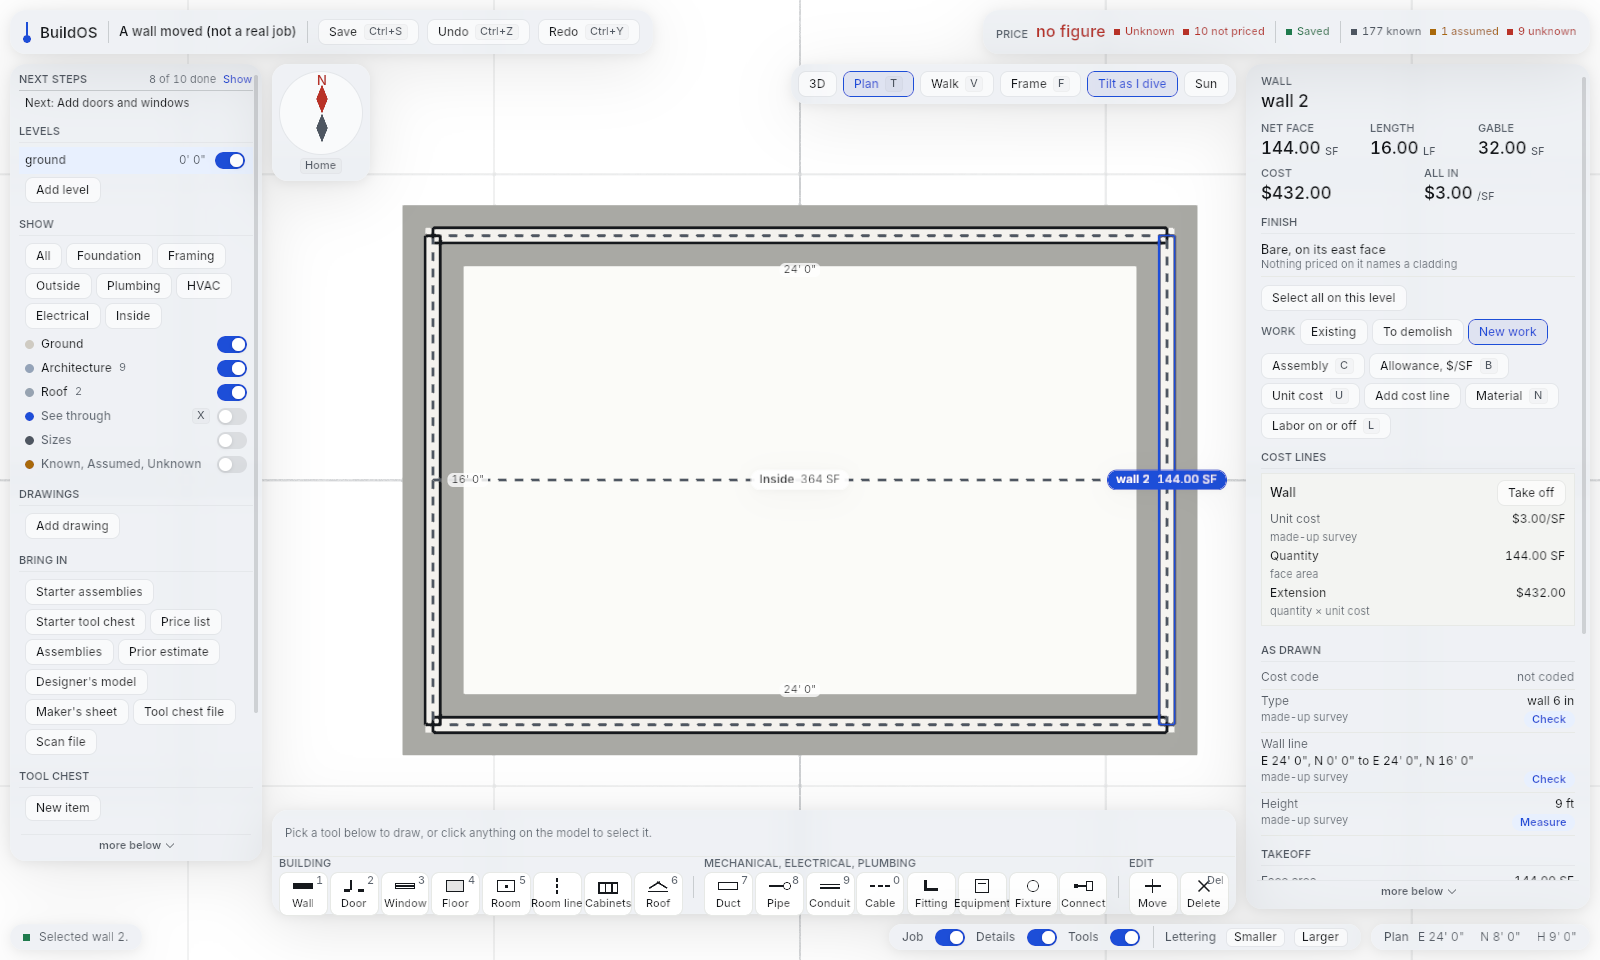 BuildOS
A wall moved (not a real job)
Save Ctrl+S
Undo Ctrl+Z
Redo Ctrl+Y
PRICE no figure Unknown 10 not priced
Saved
177 known 1 assumed 9 unknown
NEXT STEPS 8 of 10 done Show
Next: Add doors and windows
LEVELS
ground 0' 0"
Add level
SHOW
All Foundation Framing
Outside Plumbing HVAC
Electrical Inside
Ground
Architecture 9
Roof 2
See through X
Sizes
Known, Assumed, Unknown
DRAWINGS
Add drawing
BRING IN
Starter assemblies
Starter tool chest Price list
Assemblies Prior estimate
Designer's model
Maker's sheet Tool chest file
Scan file
TOOL CHEST
New item
more below
N
Home
3D Plan T Walk V Frame F Tilt as I dive Sun
24' 0"
16' 0"
Inside 364 SF
wall 2 144.00 SF
24' 0"
Pick a tool below to draw, or click anything on the model to select it.
BUILDING
1 Wall
2 Door
3 Window
4 Floor
5 Room
Room line
Cabinets
6 Roof
MECHANICAL, ELECTRICAL, PLUMBING
7 Duct
8 Pipe
9 Conduit
0 Cable
Fitting
Equipment
Fixture
Connect
EDIT
Move
Del Delete
WALL
wall 2
NET FACE LENGTH GABLE
144.00 SF 16.00 LF 32.00 SF
COST ALL IN
$432.00 $3.00 /SF
FINISH
Bare, on its east face
Nothing priced on it names a cladding
Select all on this level
WORK Existing To demolish New work
Assembly C Allowance, $/SF B
Unit cost U Add cost line Material N
Labor on or off L
COST LINES
Wall Take off
Unit cost $3.00/SF
made-up survey
Quantity 144.00 SF
face area
Extension $432.00
quantity × unit cost
AS DRAWN
Cost code not coded
Type wall 6 in
made-up survey Check
Wall line
E 24' 0", N 0' 0" to E 24' 0", N 16' 0"
made-up survey Check
Height 9 ft
made-up survey Measure
TAKEOFF
Face area 144.00 SF
more below
Selected wall 2.
Job Details Tools Lettering Smaller Larger
Plan E 24' 0" N 8' 0" H 9' 0"